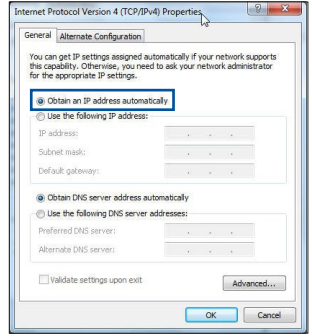 Internet Protocol Version 4 (TCP/IPv4) Properties
General
Alternate Configuration
You can get IP settings assigned automatically if your network supports
this capability. Otherwise, you need to ask your network administrator
for the appropriate IP settings.
Obtain an IP address automatically
Use the following IP address:
IP address:
Subnet mask:
Default gateway:
Obtain DNS server address automatically
Use the following DNS server addresses:
Preferred DNS server:
Alternate DNS server:
Validate settings upon exit
Advanced...
OK
Cancel